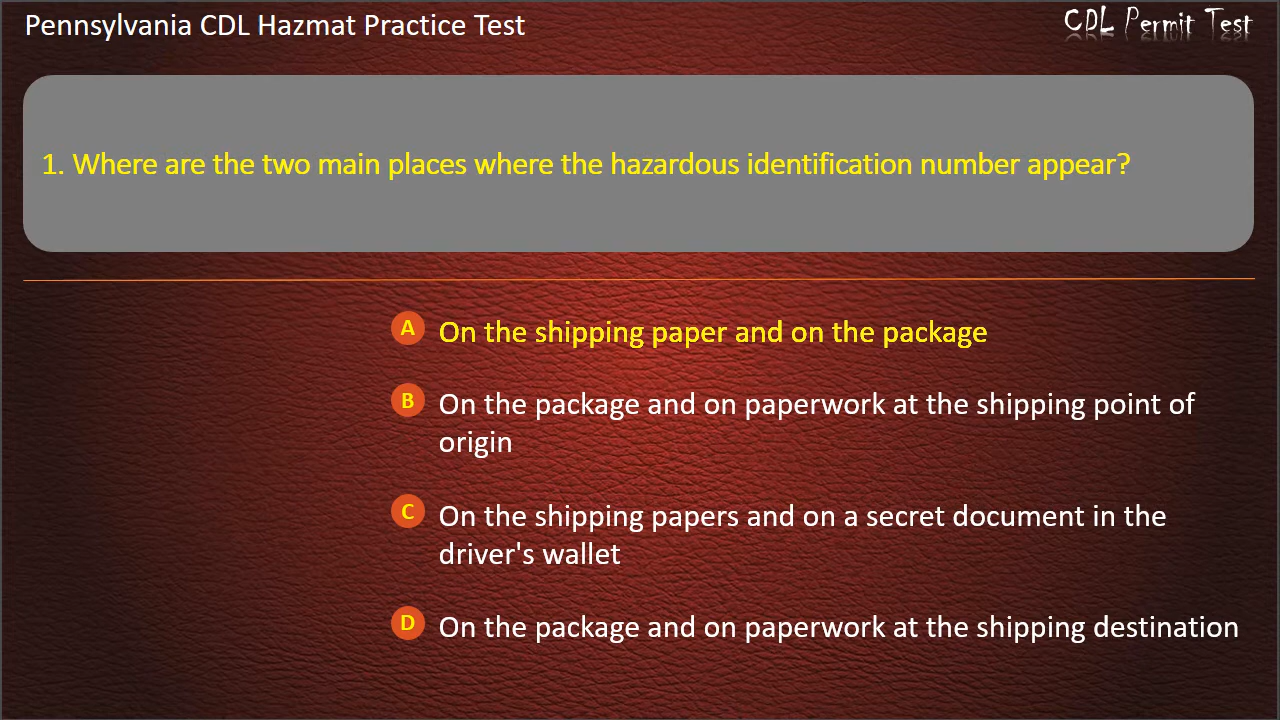 Pennsylvania CDL Hazmat Practice Test
CDL Permit Test
1. Where are the two main places where the hazardous identification number appear?
A On the shipping paper and on the package
B On the package and on paperwork at the shipping point of
origin
C On the shipping papers and on a secret document in the
driver's wallet
D On the package and on paperwork at the shipping destination